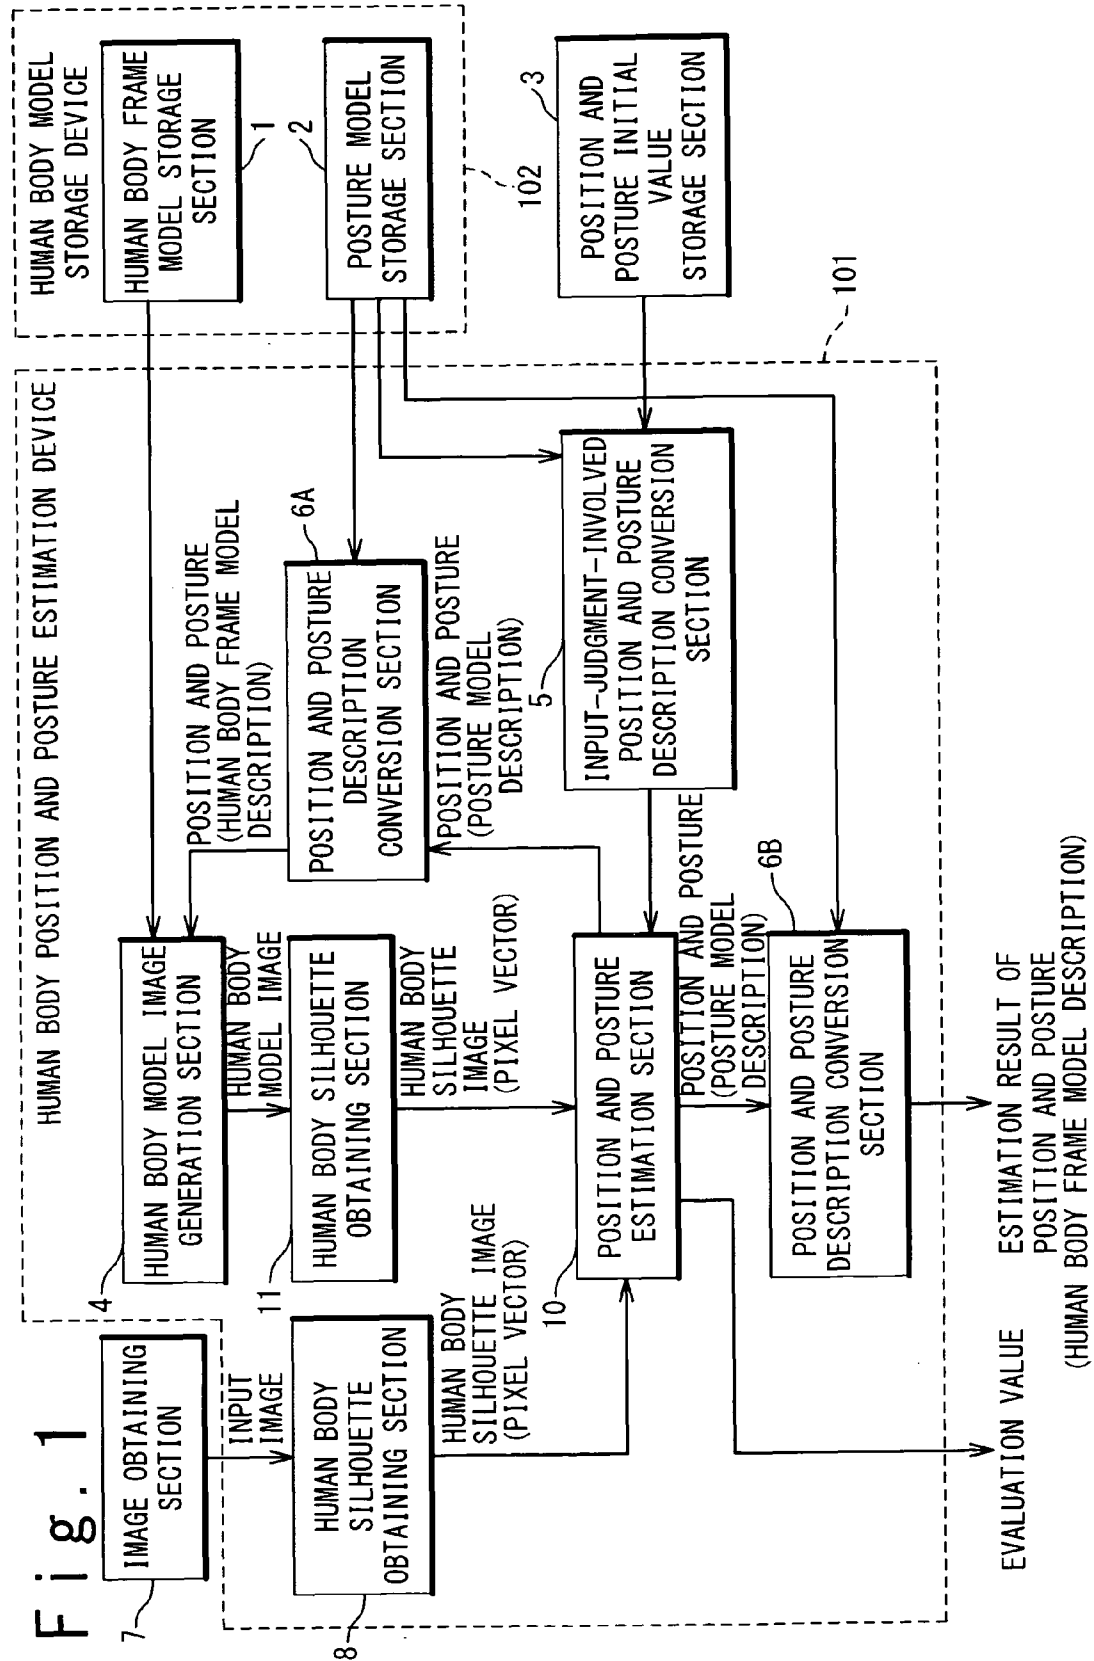 Fig. 1
7
IMAGE OBTAINING
SECTION
INPUT
IMAGE
8
HUMAN BODY
SILHOUETTE
OBTAINING SECTION
HUMAN BODY
SILHOUETTE IMAGE
(PIXEL VECTOR)
HUMAN BODY POSITION AND POSTURE ESTIMATION DEVICE
4
HUMAN BODY MODEL IMAGE
GENERATION SECTION
HUMAN BODY
MODEL IMAGE
11
HUMAN BODY SILHOUETTE
OBTAINING SECTION
HUMAN BODY
SILHOUETTE
IMAGE
(PIXEL VECTOR)
10
POSITION AND POSTURE
ESTIMATION SECTION
POSITION AND POSTURE
(POSTURE MODEL
DESCRIPTION)
6B
POSITION AND POSTURE
DESCRIPTION CONVERSION
SECTION
POSITION AND POSTURE
(HUMAN BODY FRAME MODEL
DESCRIPTION)
6A
POSITION AND POSTURE
DESCRIPTION
CONVERSION SECTION
POSITION AND POSTURE
(POSTURE MODEL
DESCRIPTION)
5
INPUT-JUDGMENT-INVOLVED
POSITION AND POSTURE
DESCRIPTION CONVERSION
SECTION
HUMAN BODY MODEL
STORAGE DEVICE
HUMAN BODY FRAME
MODEL STORAGE
SECTION
1
2
POSTURE MODEL
STORAGE SECTION
102
3
POSITION AND
POSTURE INITIAL
VALUE
STORAGE SECTION
101
EVALUATION VALUE
ESTIMATION RESULT OF
POSITION AND POSTURE
(HUMAN BODY FRAME MODEL DESCRIPTION)